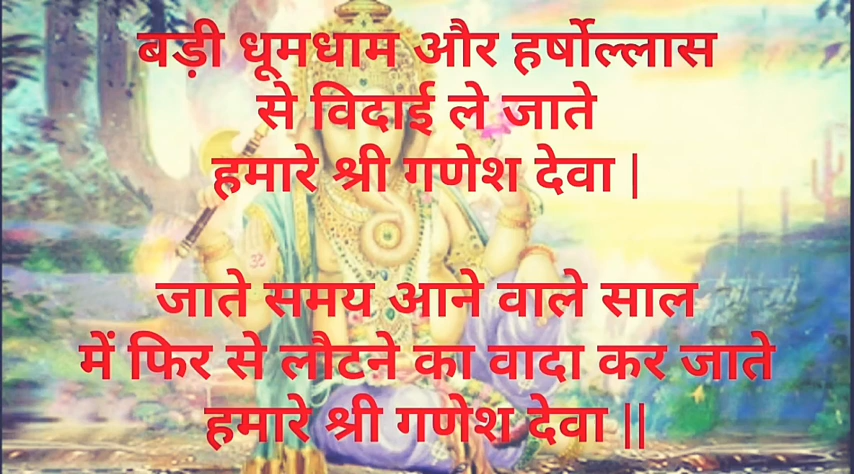 बड़ी धूमधाम और हर्षोल्लास
से विदाई ले जाते
हमारे श्री गणेश देवा |
जाते समय आने वाले साल
में फिर से लौटने का वादा कर जाते
हमारे श्री गणेश देवा ||
ॐ